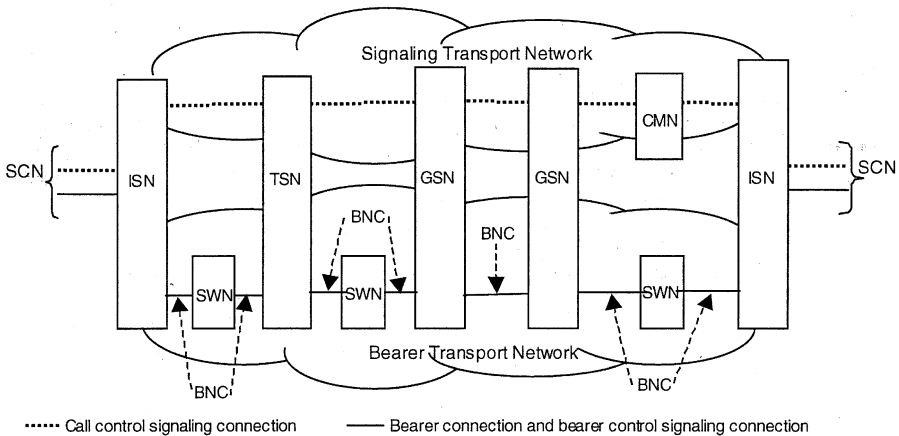 Signaling Transport Network
CMN
SCN
ISN
TSN
GSN
GSN
ISN
SCN
BNC
BNC
SWN
SWN
SWN
Bearer Transport Network
BNC
BNC
Call control signaling connection
Bearer connection and bearer control signaling connection